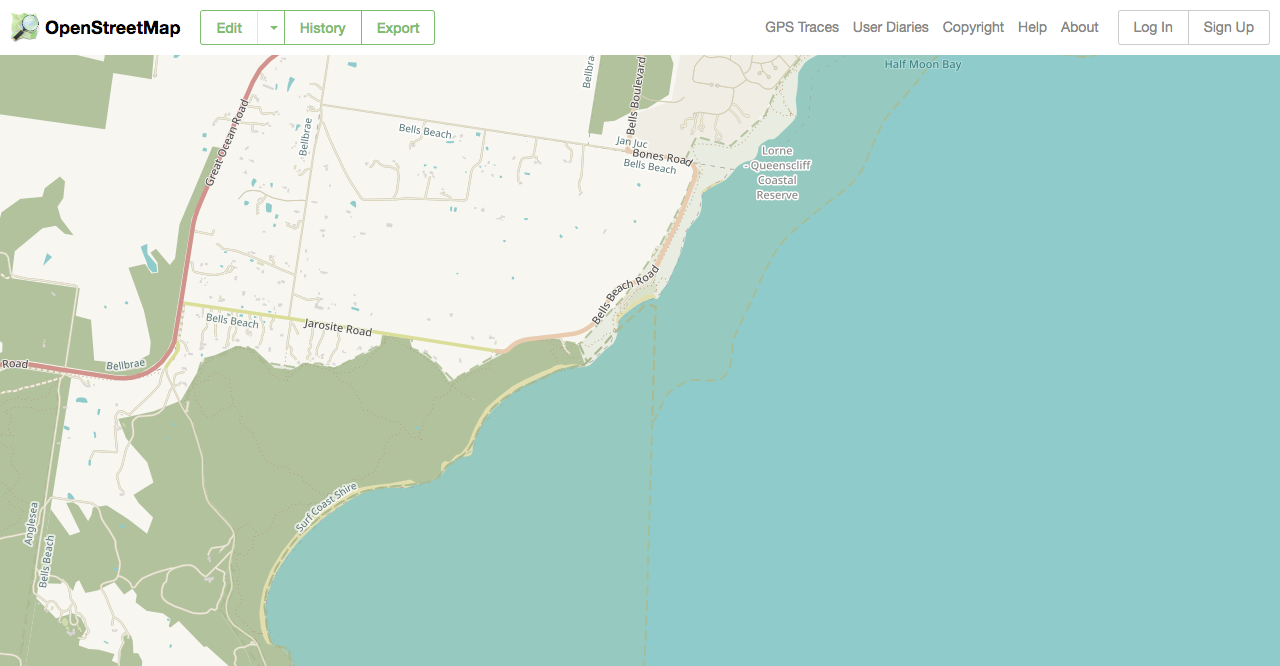 OpenStreetMap
Edit
History
Export
GPS Traces
User Diaries
Copyright
Help
About
Log In
Sign Up
Half Moon Bay
Bellbra
Bells Boulevard
Great Ocean Road
Bellbrae
Bells Beach
Jan Juc
Bones Road
Bells Beach
Lorne
- Queenscliff
Coastal
Reserve
Bells Beach Road
Bells Beach
Jarosite Road
Road
Bellbrae
Surf Coast Shire
Anglesea
Bells Beach